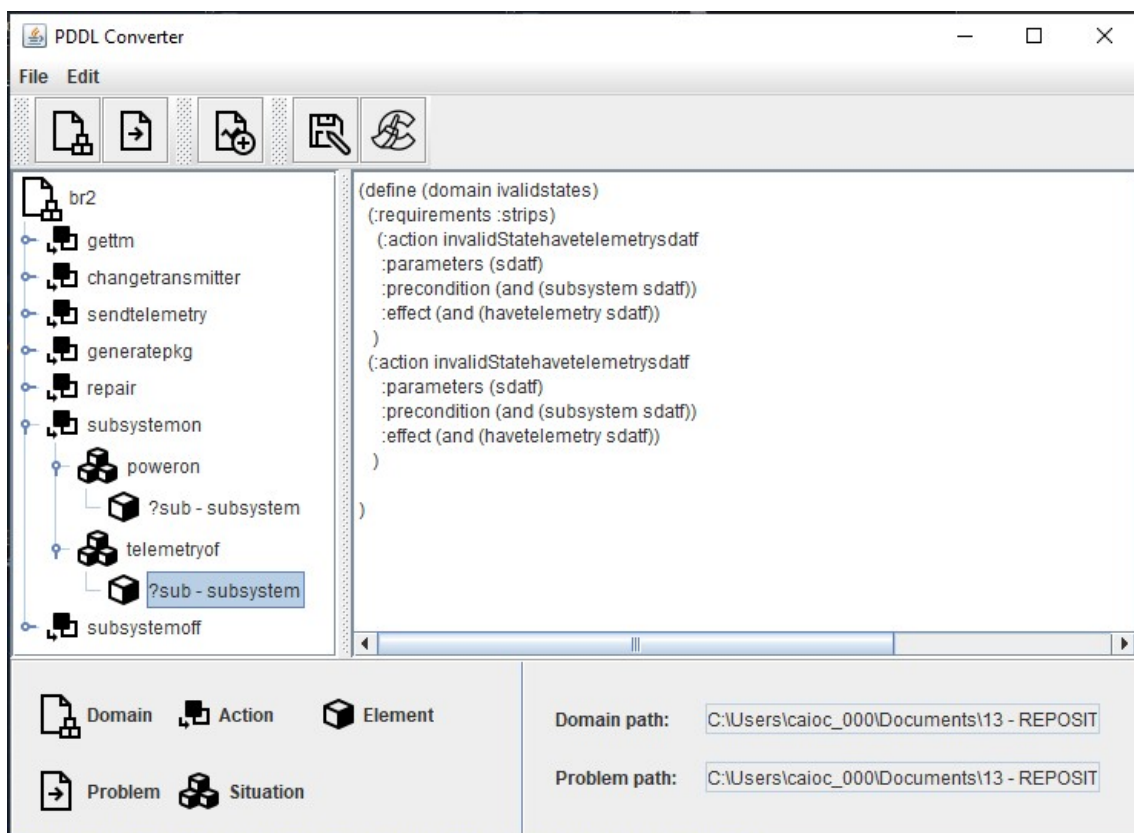 PDDL Converter
File Edit
br2
gettm
changetransmitter
sendtelemetry
generatepkg
repair
subsystemon
poweron
?sub - subsystem
telemetryof
?sub - subsystem
subsystemoff
(define (domain ivalidstates)
(:requirements :strips)
(:action invalidStatehavetelemetrysdatf
:parameters (sdatf)
:precondition (and (subsystem sdatf))
:effect (and (havetelemetry sdatf))
)
(:action invalidStatehavetelemetrysdatf
:parameters (sdatf)
:precondition (and (subsystem sdatf))
:effect (and (havetelemetry sdatf))
)
)
Domain Action Element
Problem Situation
Domain path: C:\Users\caioc_000\Documents\13 - REPOSIT
Problem path: C:\Users\caioc_000\Documents\13 - REPOSIT